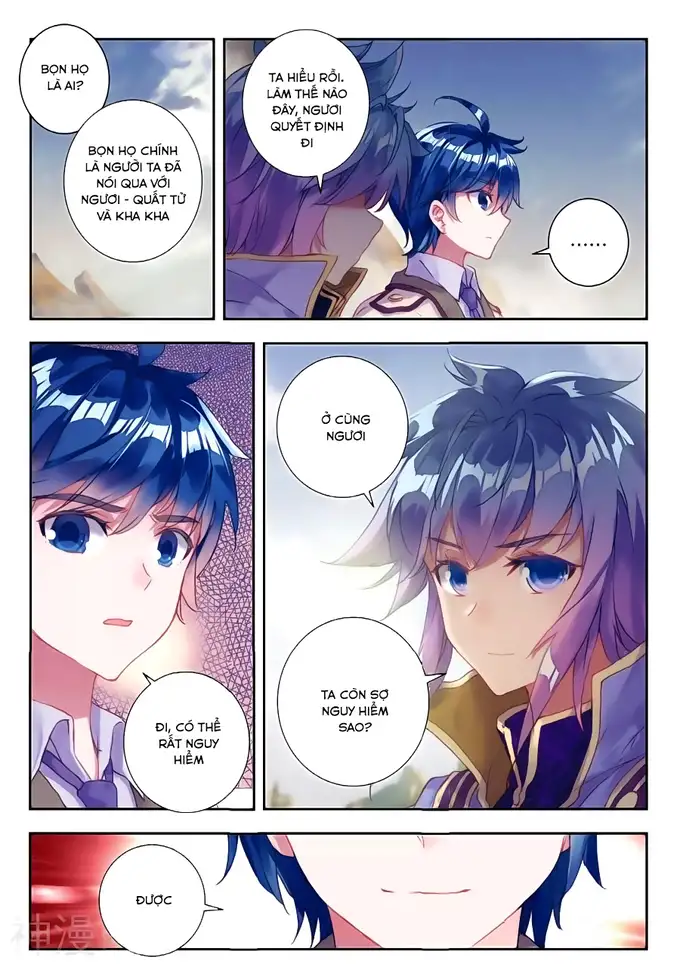 BỌN HỌ
LÀ AI?
BỌN HỌ CHÍNH
LÀ NGƯỜI TA ĐÃ
NÓI QUA VỚI
NGƯƠI - QUẤT TỬ
VÀ KHA KHA
TA HIỂU RỒI.
LÀM THẾ NÀO
ĐÂY, NGƯƠI
QUYẾT ĐỊNH
ĐI
......
ĐI, CÓ THỂ
RẤT NGUY
HIỂM
Ở CÙNG
NGƯƠI
TA CÒN SỢ
NGUY HIỂM
SAO?
ĐƯỢC
神漫